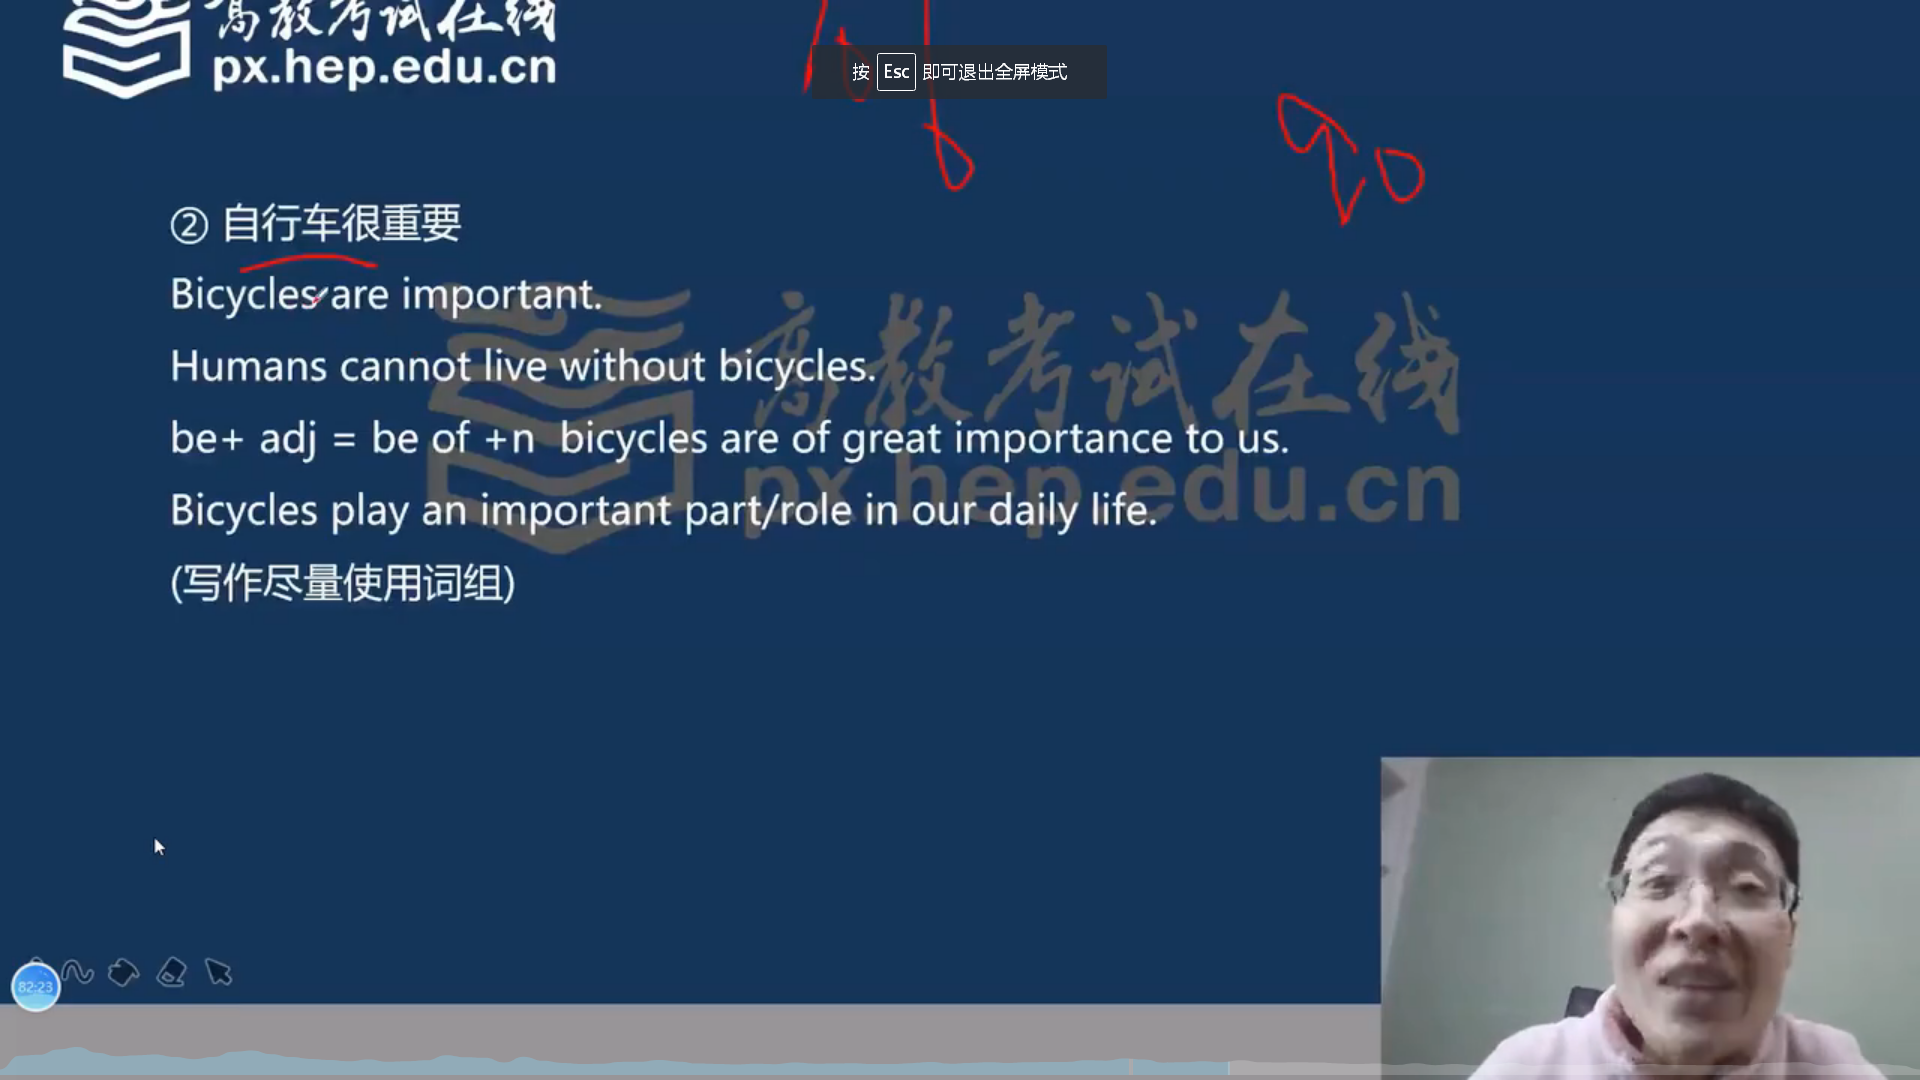 高教考试在线
px.hep.edu.cn
按 Esc 即可退出全屏模式
90
② 自行车很重要
Bicycles are important.
Humans cannot live without bicycles.
be+ adj = be of +n bicycles are of great importance to us.
Bicycles play an important part/role in our daily life.
(写作尽量使用词组)
高教考试在线
px.hep.edu.cn
82:23